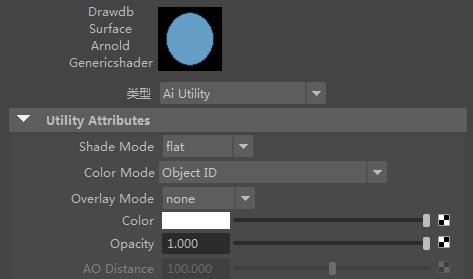 Drawdb
Surface
Arnold
Genericshader
类型 Ai Utility
Utility Attributes
Shade Mode flat
Color Mode Object ID
Overlay Mode none
Color
Opacity 1.000
AO Distance 100.000